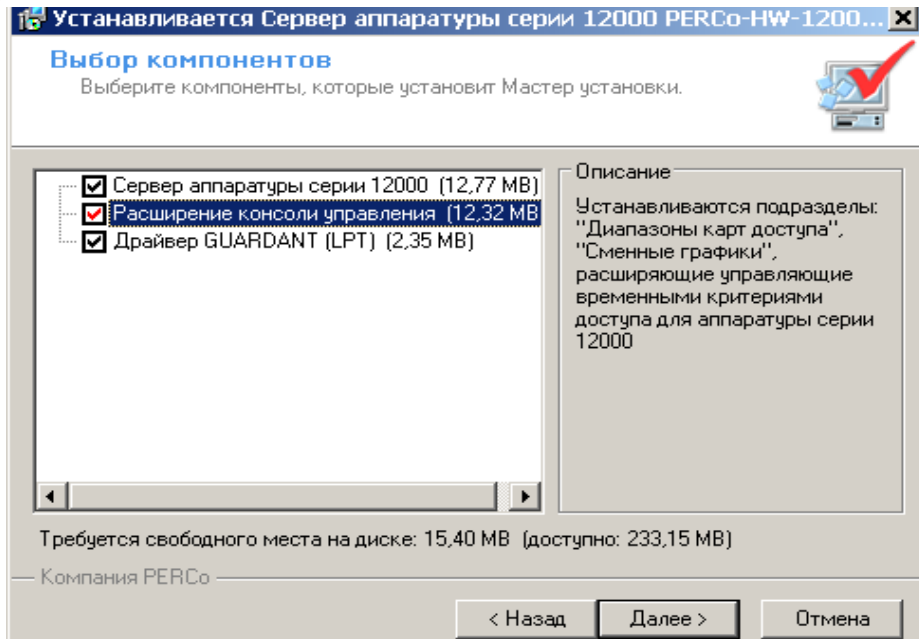 Устанавливается Сервер аппаратуры серии 12000 PERCo-HW-1200...
Выбор компонентов
Выберите компоненты, которые установит Мастер установки.
Сервер аппаратуры серии 12000 (12,77 MB)
Расширение консоли управления (12,32 MB
Драйвер GUARDANT (LPT) (2,35 MB)
Описание
Устанавливаются подразделы:
"Диапазоны карт доступа",
"Сменные графики",
расширяющие управляющие
временными критериями
доступа для аппаратуры серии
12000
Требуется свободного места на диске: 15,40 MB (доступно: 233,15 MB)
Компания PERCo
< Назад
Далее >
Отмена